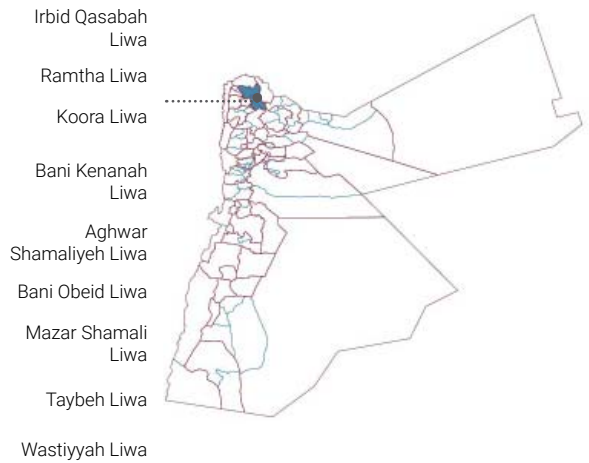 Irbid Qasabah
Liwa
Ramtha Liwa
Koora Liwa
Bani Kenanah
Liwa
Aghwar
Shamaliyeh Liwa
Bani Obeid Liwa
Mazar Shamali
Liwa
Taybeh Liwa
Wastiyyah Liwa